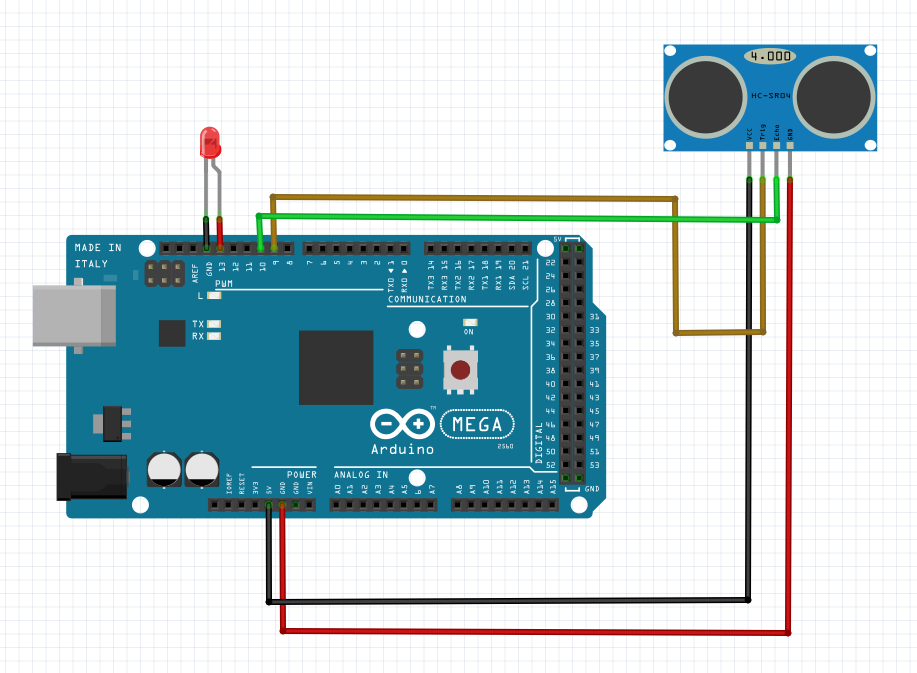 4.000
HC-SR04
VCC
Trig
Echo
GND
MADE IN
ITALY
AREF
GND
13
12
11
10
9
8
7
6
5
4
3
2
TX0 ◄ 1
RX0 ► 0
TX3 14
RX3 15
TX2 16
RX2 17
TX1 18
RX1 19
SDA 20
SCL 21
PWM
COMMUNICATION
L
TX
RX
ON
5V
22
24
26
28
30 31
32 33
34 35
36 37
38 39
40 41
42 43
44 45
46 47
48 49
50 51
52 53
GND
DIGITAL
TM
MEGA
2560
Arduino
POWER
ANALOG IN
IOREF
RESET
3V3
5V
GND
GND
VIN
A0
A1
A2
A3
A4
A5
6
A7
A8
A9
A10
A11
A12
A13
A14
A15